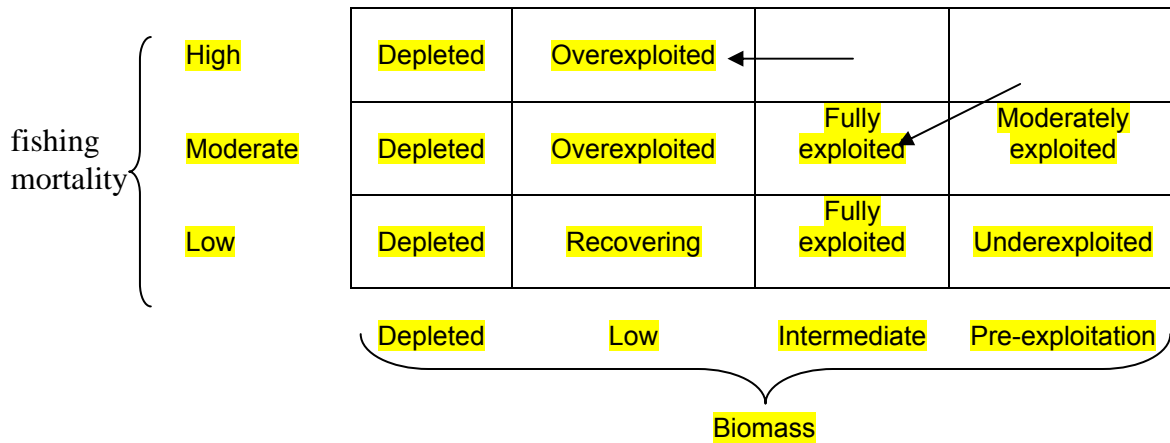 High Depleted Overexploited
fishing
mortality
Moderate Depleted Overexploited Fully
exploited Moderately
exploited
Low Depleted Recovering Fully
exploited Underexploited
Depleted Low Intermediate Pre-exploitation
Biomass